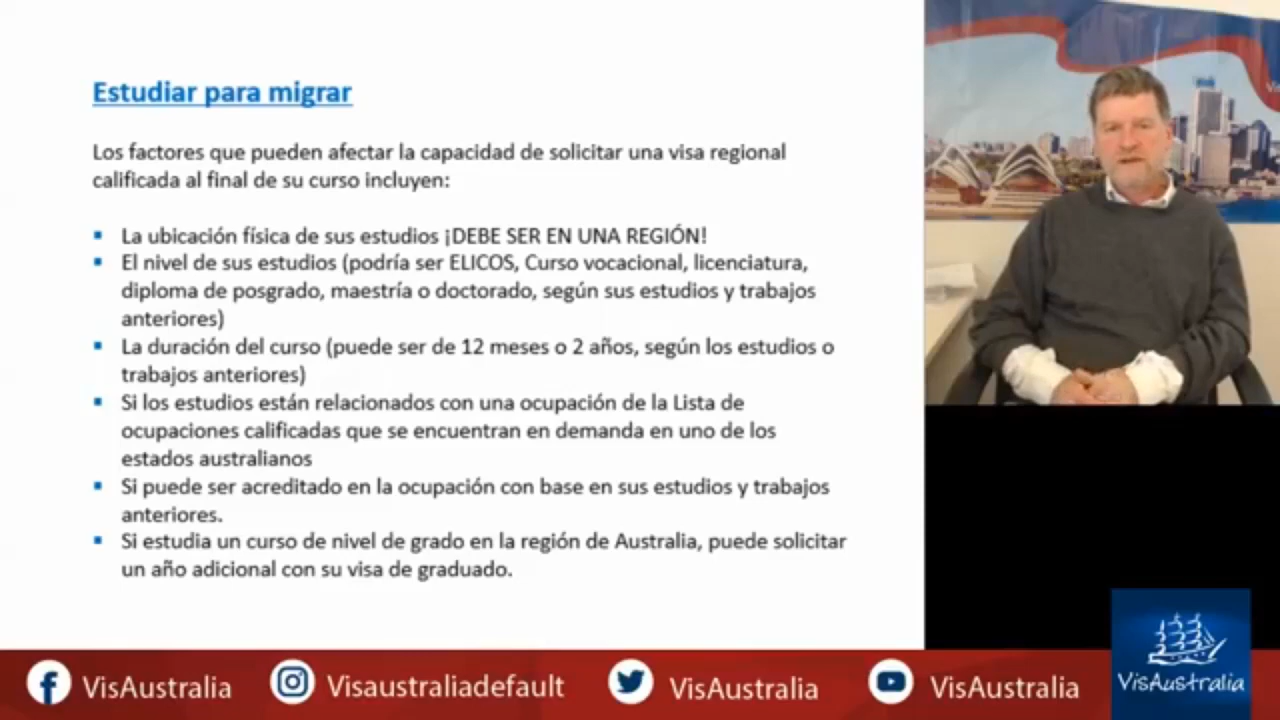 Estudiar para migrar
Los factores que pueden afectar la capacidad de solicitar una visa regional
calificada al final de su curso incluyen:
▪ La ubicación física de sus estudios ¡DEBE SER EN UNA REGIÓN!
▪ El nivel de sus estudios (podría ser ELICOS, Curso vocacional, licenciatura,
diploma de posgrado, maestría o doctorado, según sus estudios y trabajos
anteriores)
▪ La duración del curso (puede ser de 12 meses o 2 años, según los estudios o
trabajos anteriores)
▪ Si los estudios están relacionados con una ocupación de la Lista de
ocupaciones calificadas que se encuentran en demanda en uno de los
estados australianos
▪ Si puede ser acreditado en la ocupación con base en sus estudios y trabajos
anteriores.
▪ Si estudia un curso de nivel de grado en la región de Australia, puede solicitar
un año adicional con su visa de graduado.
VisAustralia
VisAustralia Visaustraliadefault VisAustralia VisAustralia